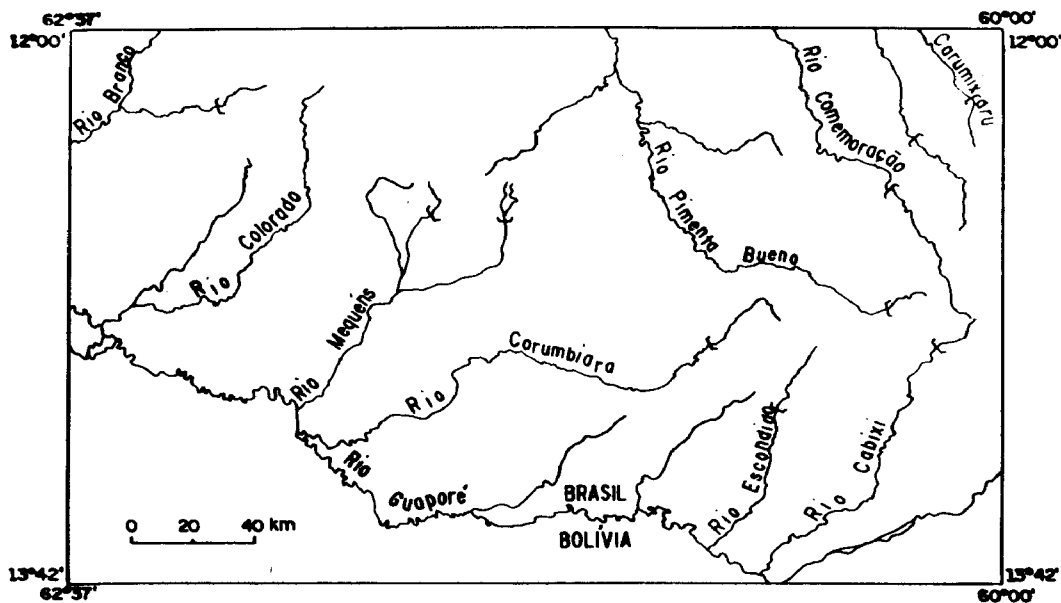 62°37'
60°00'
12°00'
12°00'
Rio Branco
Rio Comemoração
Carumixaru
Rio Colorado
Rio Pimenta Bueno
Rio Mequéns
Rio Corumbiara
Rio Escondido
Rio Cabixi
Rio Guaporé
BRASIL
BOLÍVIA
0 20 40 km
13°42'
13°42'
62°37'
60°00'